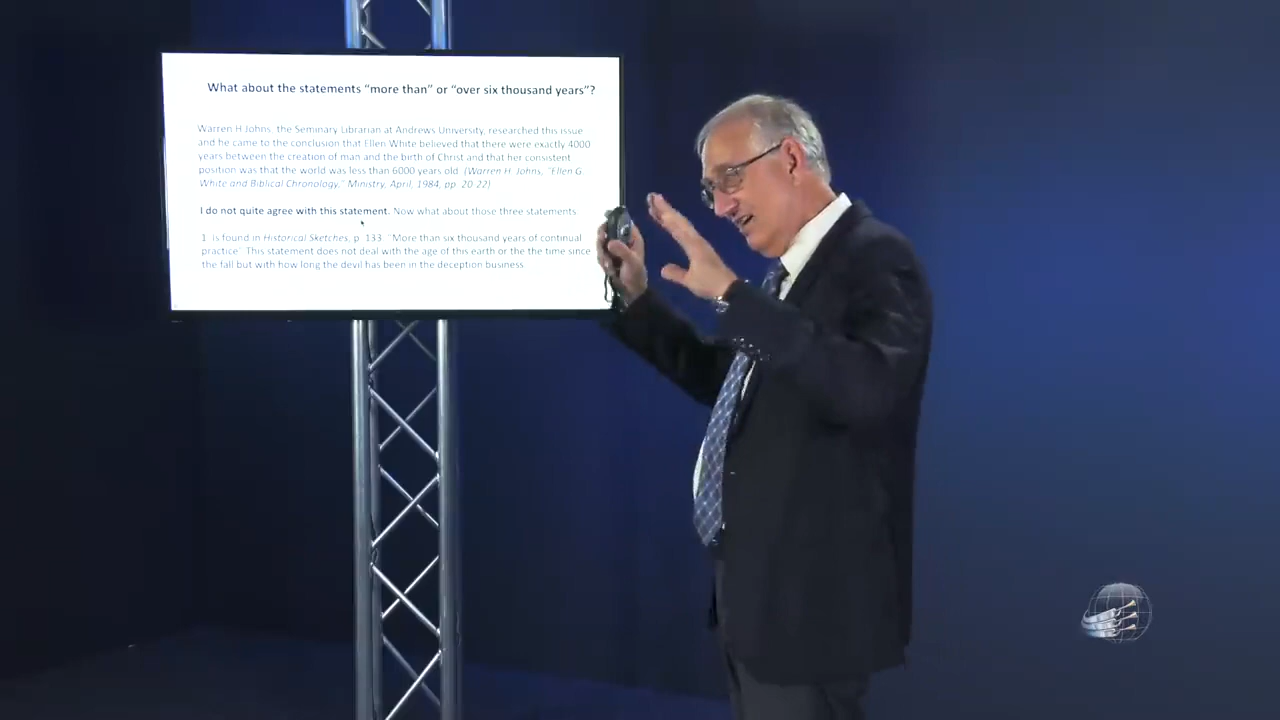 What about the statements “more than” or “over six thousand years”?
Warren H Johns, the Seminary Librarian at Andrews University, researched this issue
and he came to the conclusion that Ellen White believed that there were exactly 4000
years between the creation of man and the birth of Christ and that her consistent
position was that the world was less than 6000 years old (Warren H. Johns, “Ellen G.
White and Biblical Chronology,” Ministry, April, 1984, pp. 20-22)
I do not quite agree with this statement. Now what about those three statements
1. is found in Historical Sketches, p. 133 “More than six thousand years of continual
practice” This statement does not deal with the age of this earth or the the time since
the fall but with how long the devil has been in the deception business